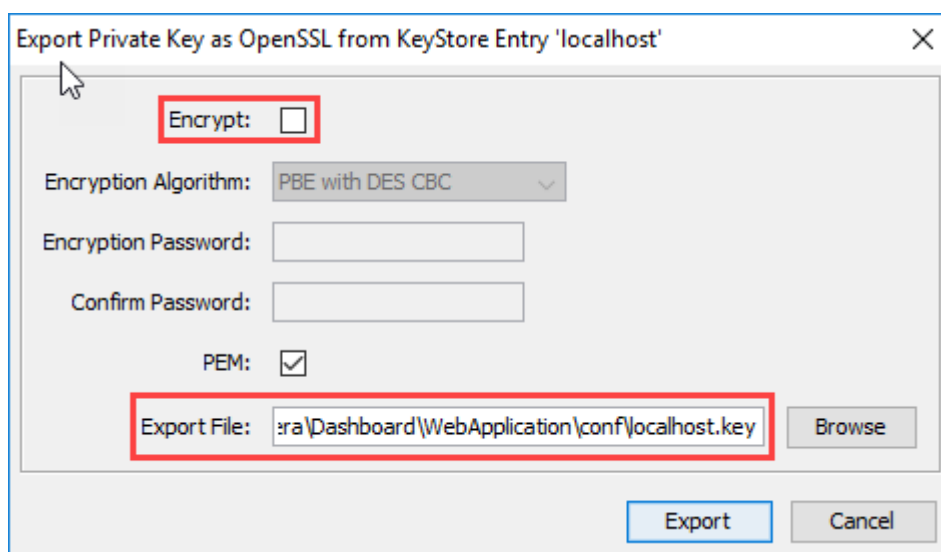 Export Private Key as OpenSSL from KeyStore Entry 'localhost'
Encrypt:
Encryption Algorithm: PBE with DES CBC
Encryption Password:
Confirm Password:
PEM:
Export File: era\Dashboard\WebApplication\conf\localhost.key Browse
Export Cancel